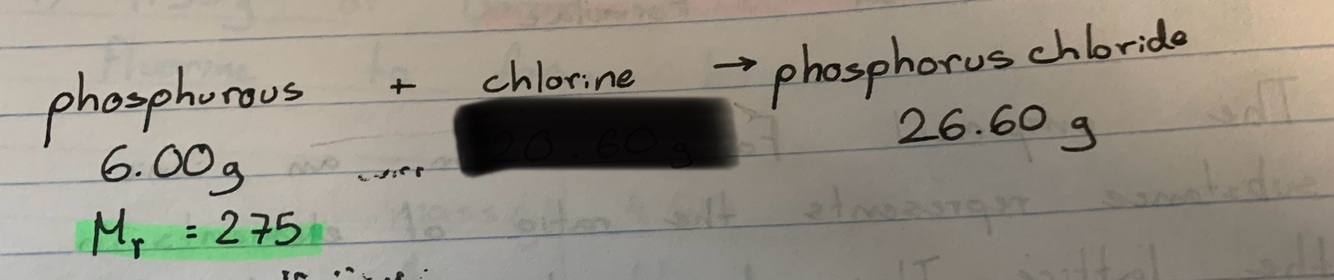 phosphurous + chlorine → phosphorus chloride
6.00g 26.60 g
Mr = 275